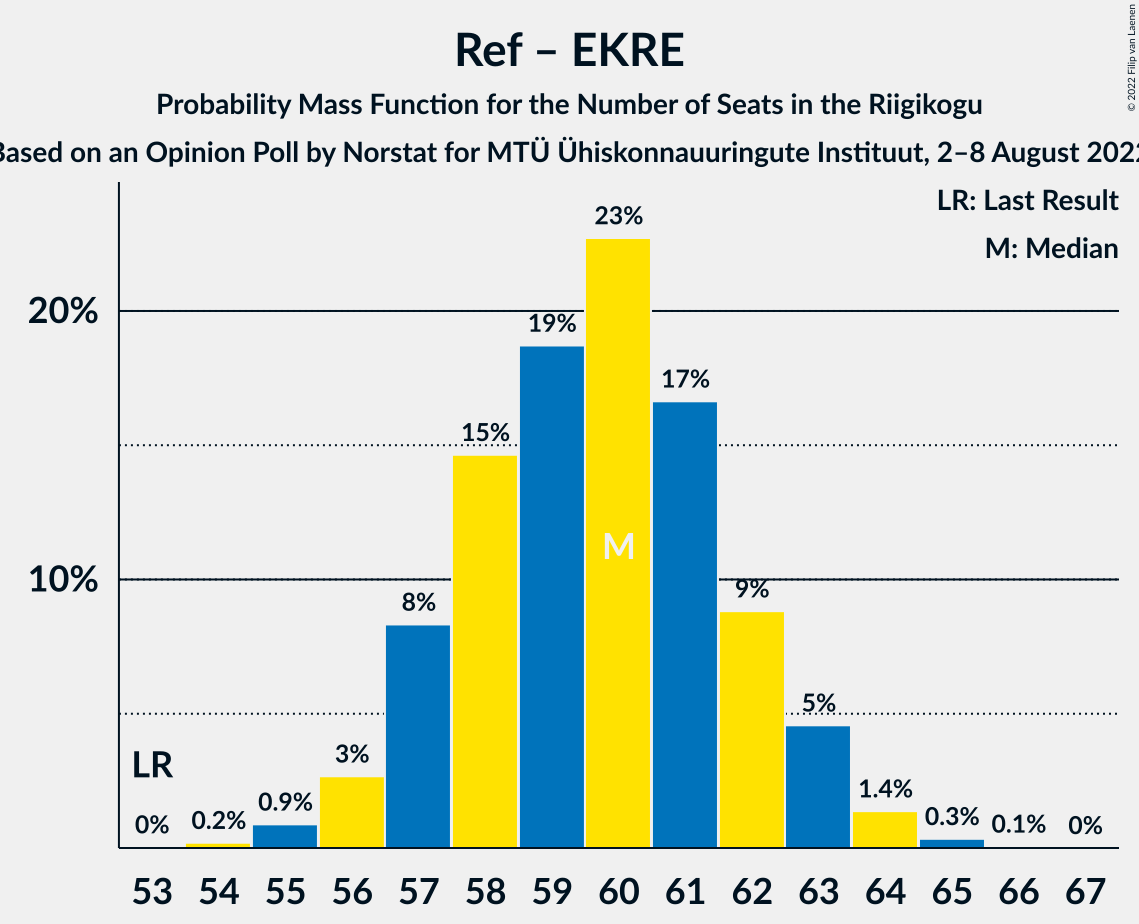 Ref – EKRE
Probability Mass Function for the Number of Seats in the Riigikogu
Based on an Opinion Poll by Norstat for MTÜ Ühiskonnauuringute Instituut, 2–8 August 2022
© 2022 Filip van Laenen
LR: Last Result
M: Median
20%
10%
LR
0%
0.2%
0.9%
3%
8%
15%
19%
23%
M
17%
9%
5%
1.4%
0.3%
0.1%
0%
53 54 55 56 57 58 59 60 61 62 63 64 65 66 67